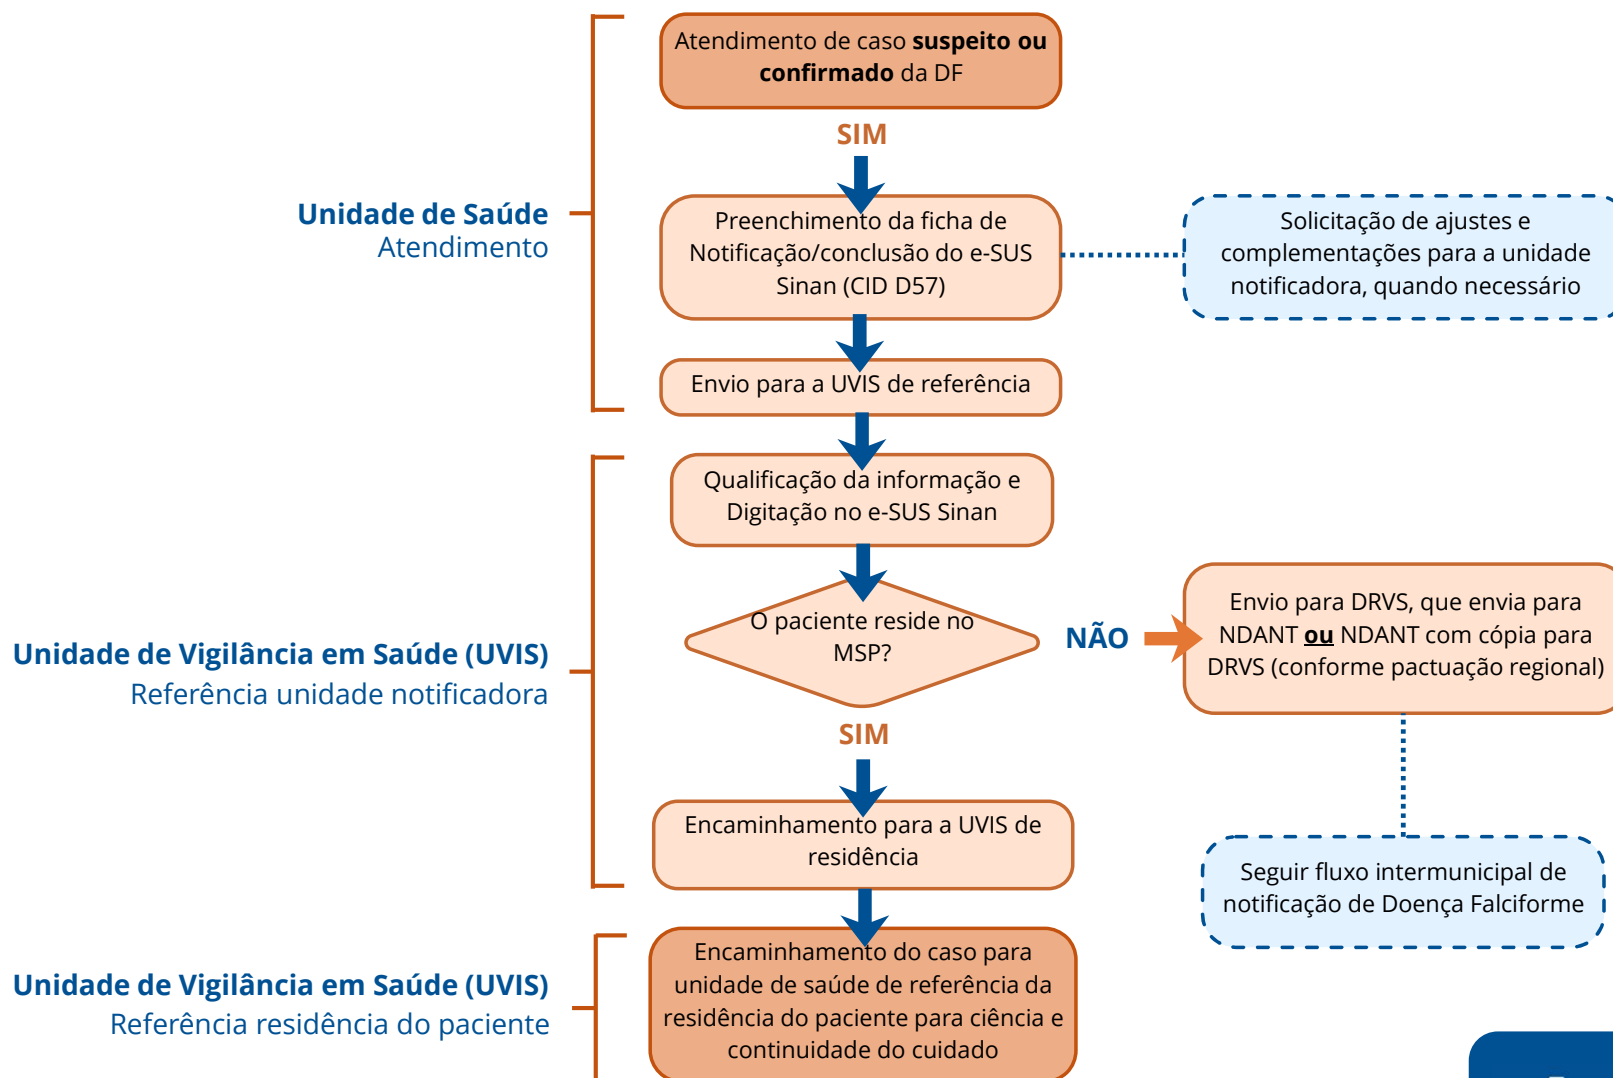 Atendimento de caso suspeito ou
confirmado da DF
SIM
Unidade de Saúde
Atendimento
Preenchimento da ficha de
Notificação/conclusão do e-SUS
Sinan (CID D57)
Solicitação de ajustes e
complementações para a unidade
notificadora, quando necessário
Envio para a UVIS de referência
Qualificação da informação e
Digitação no e-SUS Sinan
O paciente reside no
MSP?
NÃO
Envio para DRVS, que envia para
NDANT ou NDANT com cópia para
DRVS (conforme pactuação regional)
Unidade de Vigilância em Saúde (UVIS)
Referência unidade notificadora
SIM
Encaminhamento para a UVIS de
residência
Seguir fluxo intermunicipal de
notificação de Doença Falciforme
Unidade de Vigilância em Saúde (UVIS)
Referência residência do paciente
Encaminhamento do caso para
unidade de saúde de referência da
residência do paciente para ciência e
continuidade do cuidado